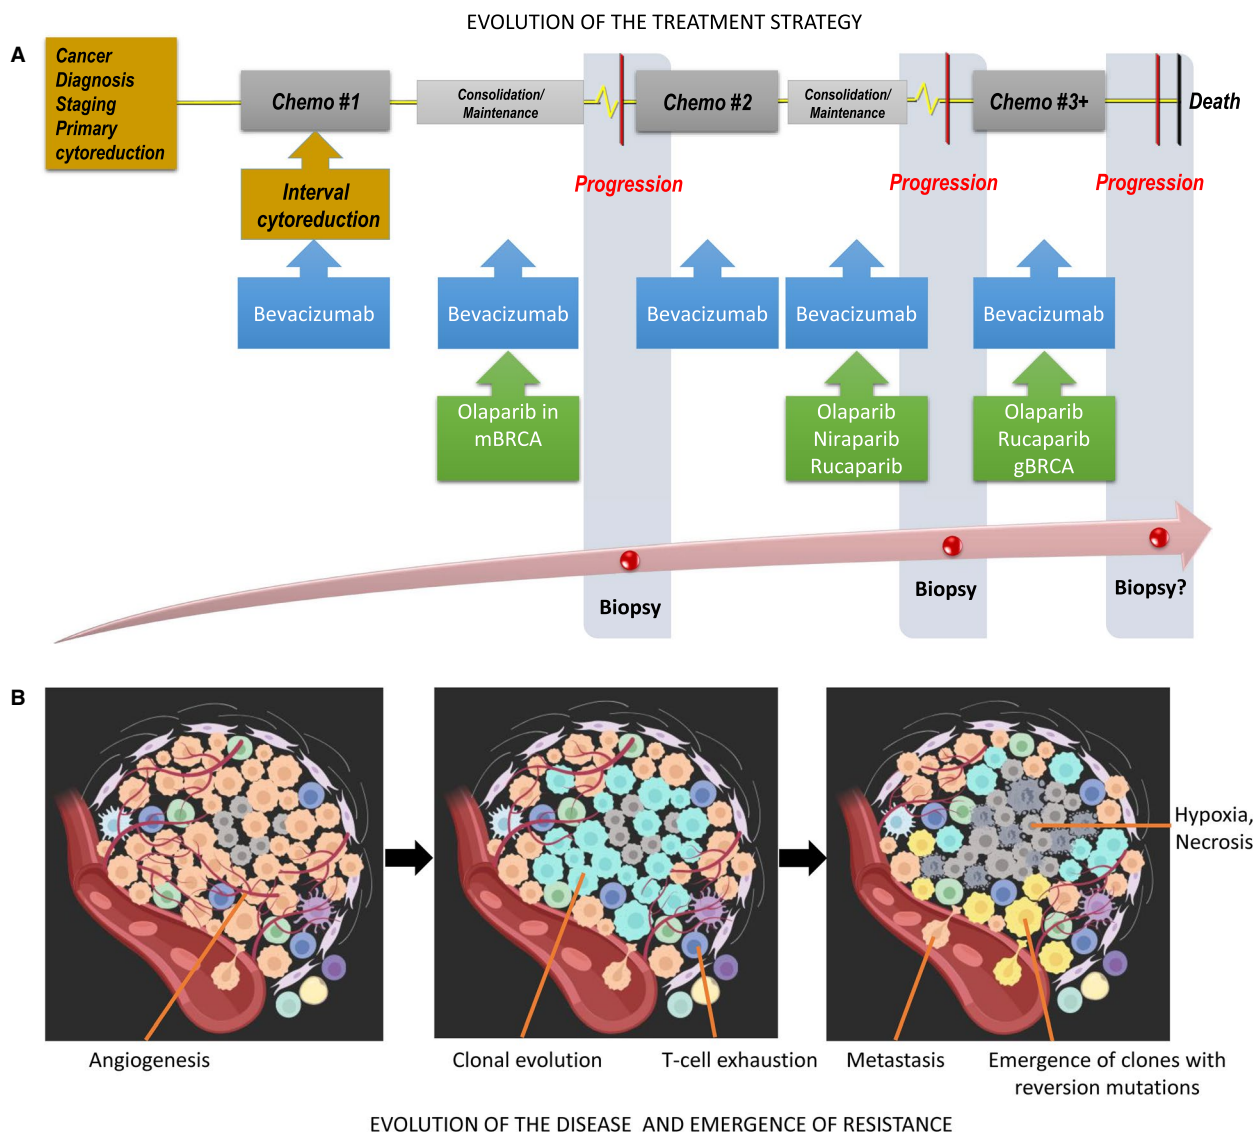 EVOLUTION OF THE TREATMENT STRATEGY
A
Cancer
Diagnosis
Staging
Primary
cytoreduction
Chemo #1
Consolidation/
Maintenance
Chemo #2
Consolidation/
Maintenance
Chemo #3+
Death
Interval
cytoreduction
Progression
Progression
Progression
Bevacizumab
Bevacizumab
Bevacizumab
Bevacizumab
Bevacizumab
Olaparib in
mBRCA
Olaparib
Niraparib
Rucaparib
Olaparib
Rucaparib
gBRCA
Biopsy
Biopsy
Biopsy?
B
Hypoxia,
Necrosis
Angiogenesis
Clonal evolution
T-cell exhaustion
Metastasis
Emergence of clones with
reversion mutations
EVOLUTION OF THE DISEASE AND EMERGENCE OF RESISTANCE